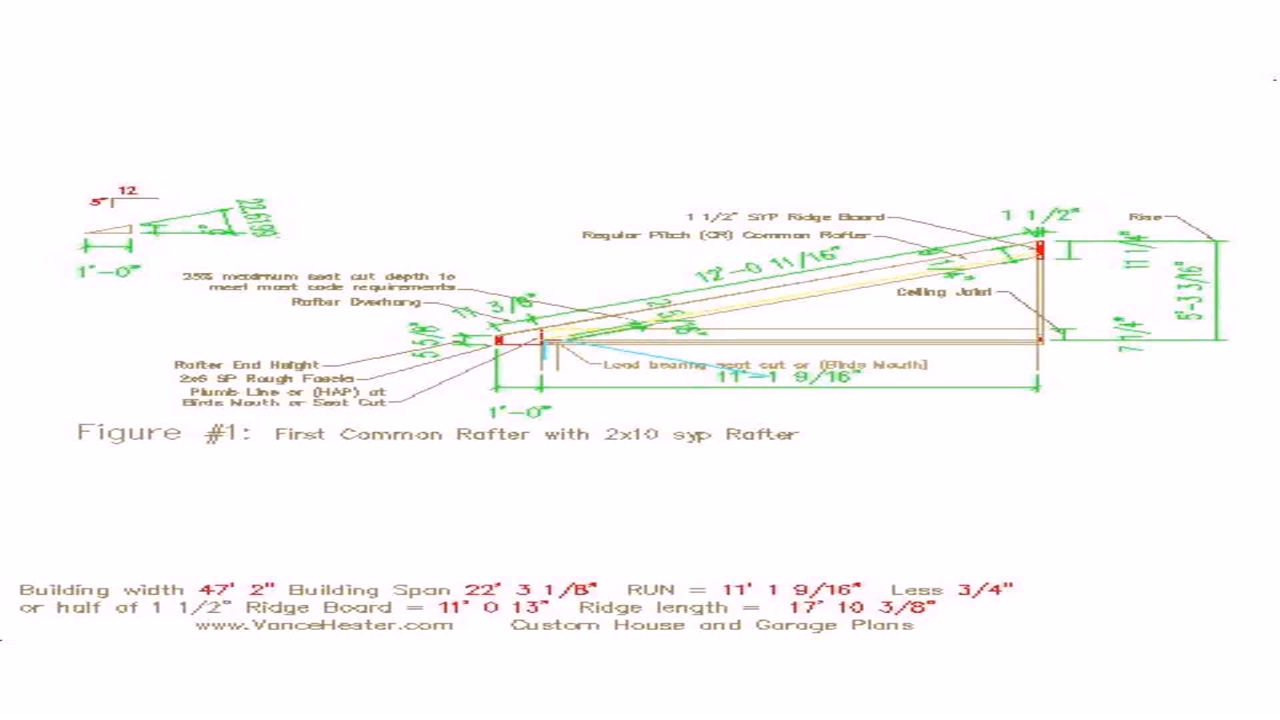 12
5"
1'-0"
1 1/2" SYP Ridge Board
1 1/2"
Rise
Regular Pitch (CR) Common Rafter
12'-0 11/16"
11 1/4"
25% maximum seat cut depth to
meet most code requirements
Rafter Overhang
Ceiling Joist
5'-3 3/16"
5 5/8"
7 1/4"
Rafter End Height
2x6 SP Rough Fascia
Plumb Line or (HAP) at
Birds Mouth or Seat Cut
Load bearing seat cut or (Birds Mouth)
11'-1 9/16"
1'-0"
Figure #1: First Common Rafter with 2x10 syp Rafter
Building width 47' 2" Building Span 22' 3 1/8" RUN = 11' 1 9/16" Less 3/4"
or half of 1 1/2" Ridge Board = 11' 0 13" Ridge length = 17' 10 3/8"
www.VanceHester.com Custom House and Garage Plans